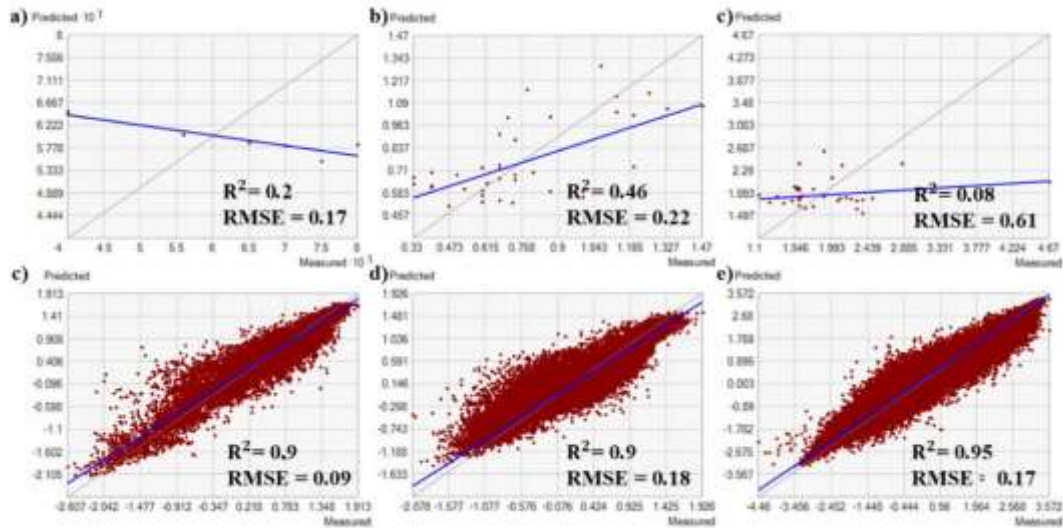 a) Predicted 10^1
8
7.556
7.111
6.667
6.222
5.778
5.333
4.889
4.444
4 4.5 5 5.5 6 6.5 7 7.5 8
Measured 10^1
R²= 0.2
RMSE = 0.17
b) Predicted
1.47
1.343
1.217
1.09
0.963
0.837
0.71
0.583
0.457
0.33 0.473 0.616 0.758 0.9 1.043 1.185 1.327 1.47
Measured
R²= 0.46
RMSE = 0.22
c) Predicted
4.67
4.273
3.877
3.48
3.083
2.687
2.29
1.893
1.497
1.1 1.546 1.993 2.439 2.885 3.331 3.777 4.224 4.67
Measured
R²= 0.08
RMSE = 0.61
c) Predicted
1.913
1.41
0.908
0.406
-0.096
-0.598
-1.1
-1.602
-2.105
-2.607 -2.042 -1.477 -0.912 -0.347 0.218 0.783 1.348 1.913
Measured
R²= 0.9
RMSE = 0.09
d) Predicted
1.926
1.481
1.036
0.591
0.146
-0.298
-0.743
-1.188
-1.633
-2.078 -1.577 -1.077 -0.576 -0.076 0.424 0.925 1.425 1.926
Measured
R²= 0.9
RMSE = 0.18
e) Predicted
3.572
2.68
1.788
0.895
0.003
-0.89
-1.782
-2.675
-3.567
-4.46 -3.456 -2.452 -1.448 -0.444 0.56 1.564 2.568
Measured
R²= 0.95
RMSE = 0.17